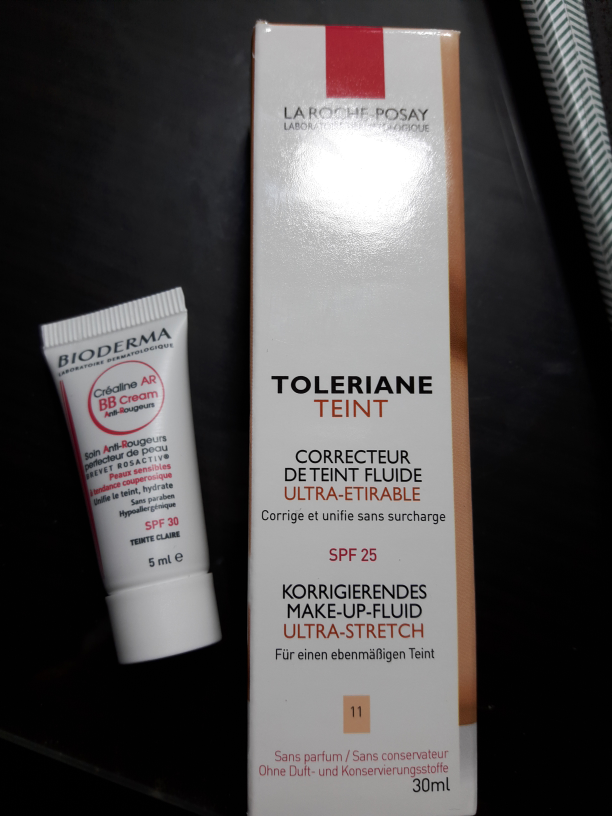 BIODERMA
LABORATOIRE DERMATOLOGIQUE
Créaline AR
BB Cream
Anti-Rougeurs
Soin Anti-Rougeurs
perfecteur de peau
BREVET ROSACTIV®
Peaux sensibles
à tendance couperosique
Unifie le teint, hydrate
Sans paraben
Hypoallergénique
SPF 30
TEINTE CLAIRE
5 ml e
LA ROCHE-POSAY
LABORATOIRE DERMATOLOGIQUE
TOLERIANE
TEINT
CORRECTEUR
DE TEINT FLUIDE
ULTRA-ETIRABLE
Corrige et unifie sans surcharge
SPF 25
KORRIGIERENDES
MAKE-UP-FLUID
ULTRA-STRETCH
Für einen ebenmäßigen Teint
11
Sans parfum / Sans conservateur
Ohne Duft- und Konservierungsstoffe
30ml